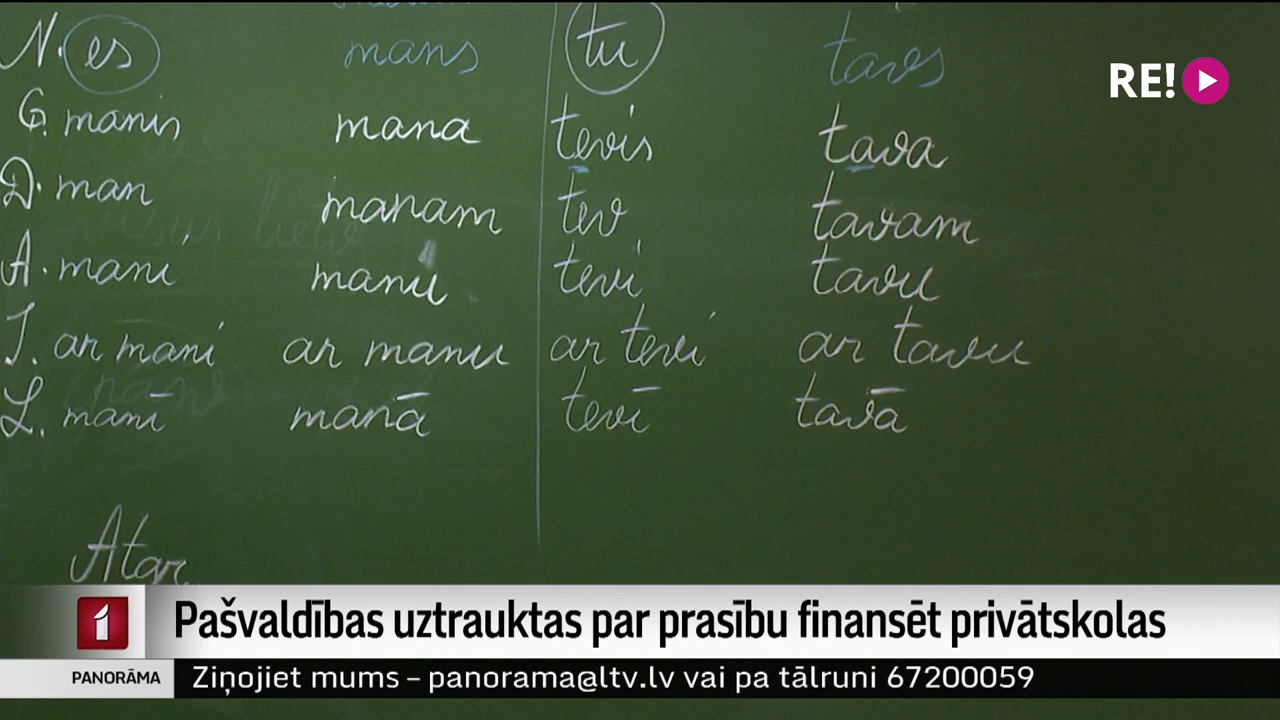 N. es mans tu tavs
RE!
Ģ. manis mana tevis tava
D. man manam tev tavam
A. mani manu tevi tavu
I. ar mani ar manu ar tevi ar tavu
L. manī manā tevī tavā
Atgr.
1 Pašvaldības uztrauktas par prasību finansēt privātskolas
PANORĀMA Ziņojiet mums – panorama@ltv.lv vai pa tālruni 67200059